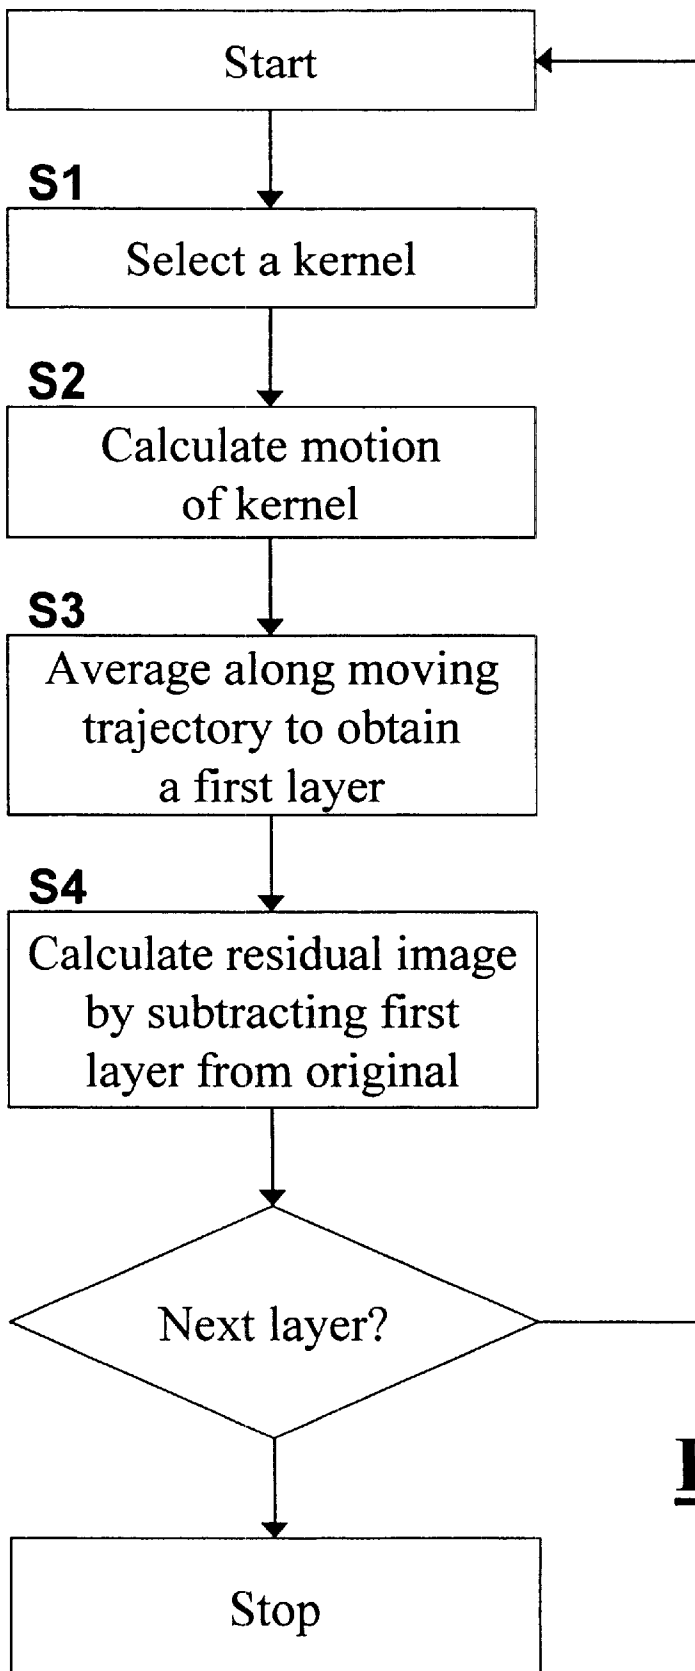 Start
S1
Select a kernel
S2
Calculate motion
of kernel
S3
Average along moving
trajectory to obtain
a first layer
S4
Calculate residual image
by subtracting first
layer from original
Next layer?
Stop